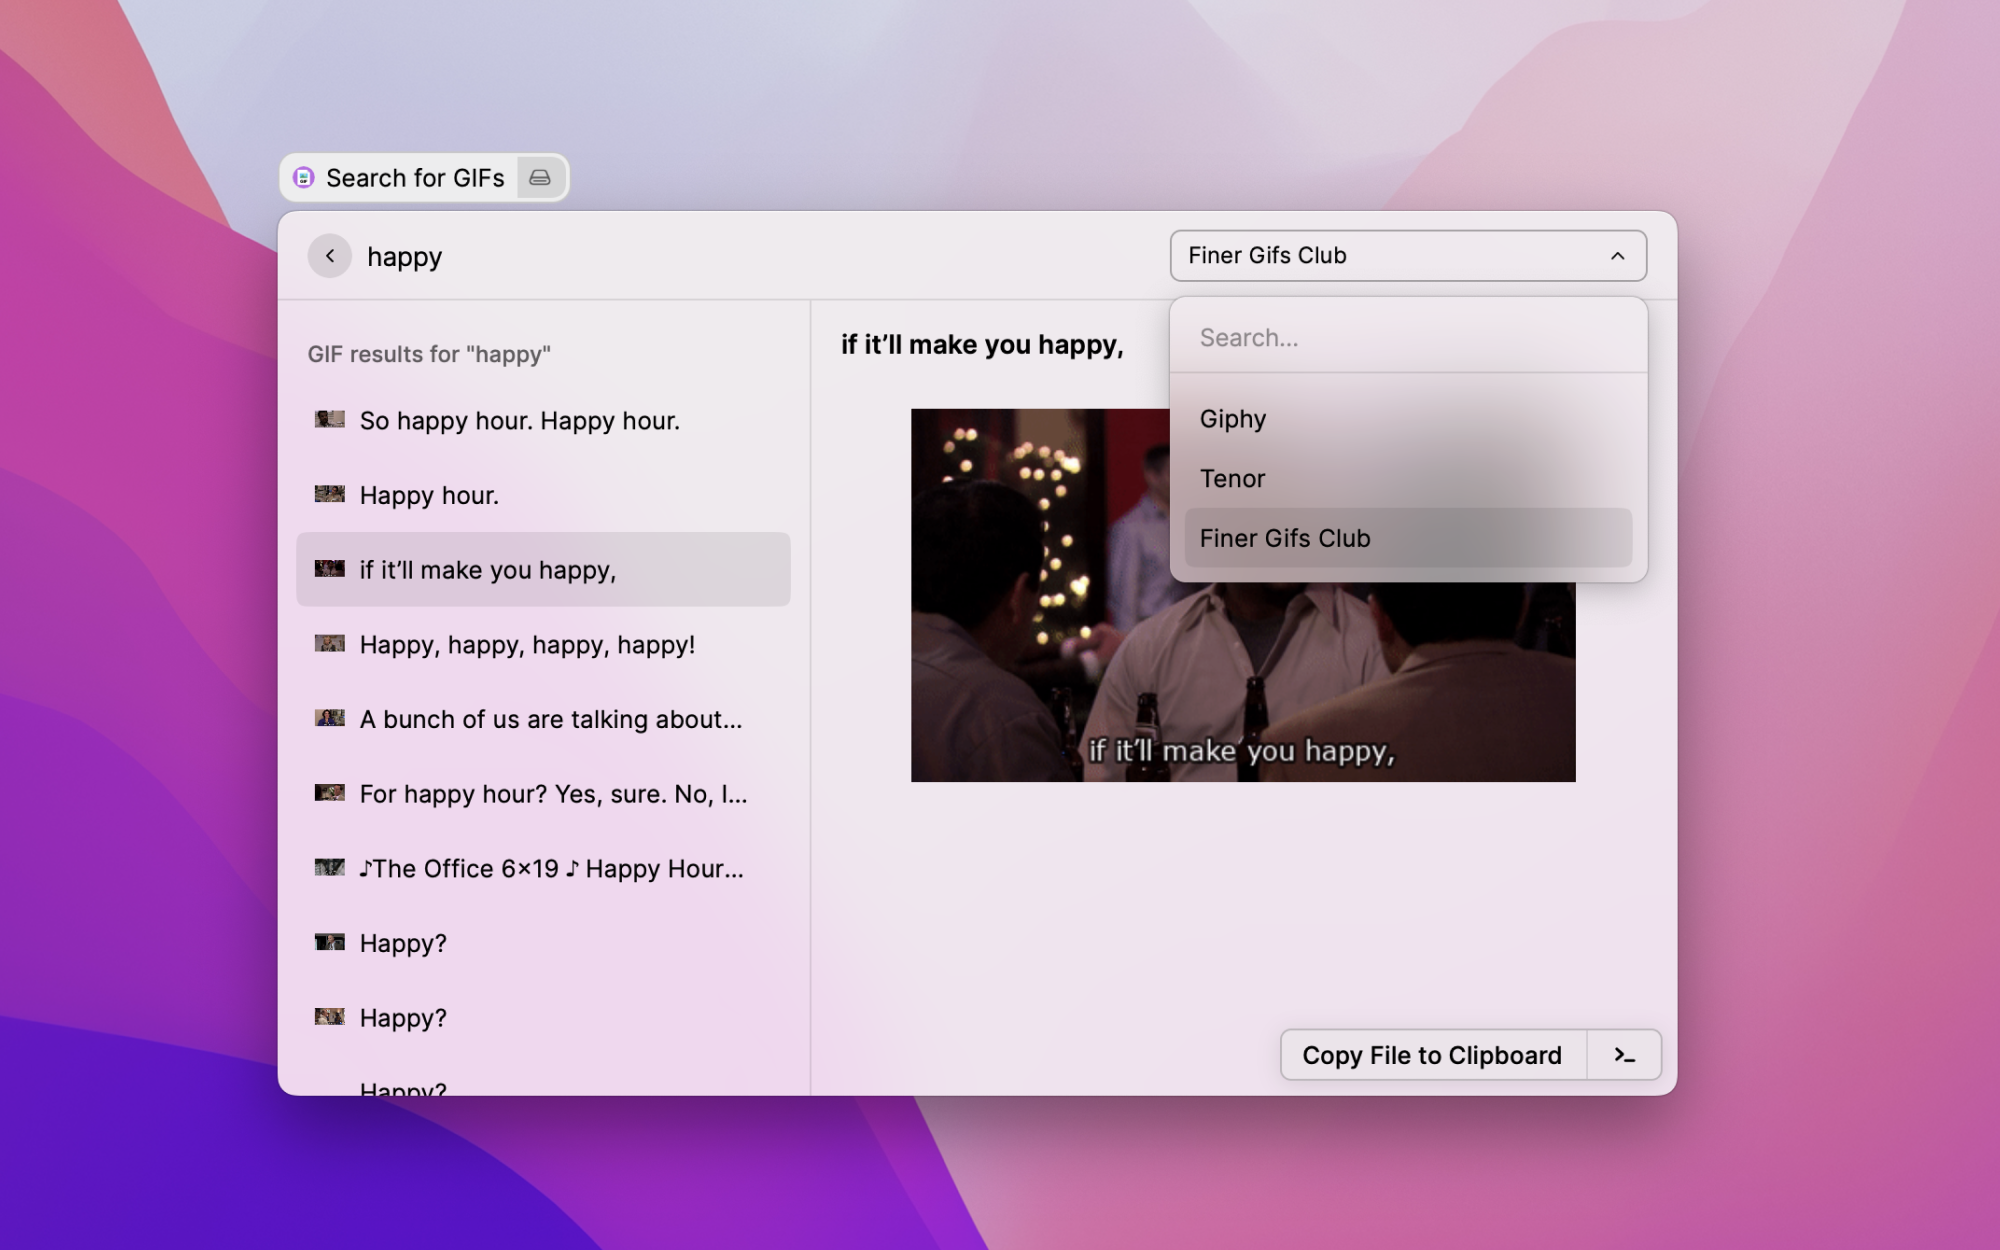 Search for GIFs
happy
Finer Gifs Club
Search...
Giphy
Tenor
Finer Gifs Club
GIF results for "happy"
So happy hour. Happy hour.
Happy hour.
if it’ll make you happy,
Happy, happy, happy, happy!
A bunch of us are talking about...
For happy hour? Yes, sure. No, I...
♪The Office 6×19 ♪ Happy Hour...
Happy?
Happy?
Happy?
if it’ll make you happy,
if it’ll make you happy,
Copy File to Clipboard